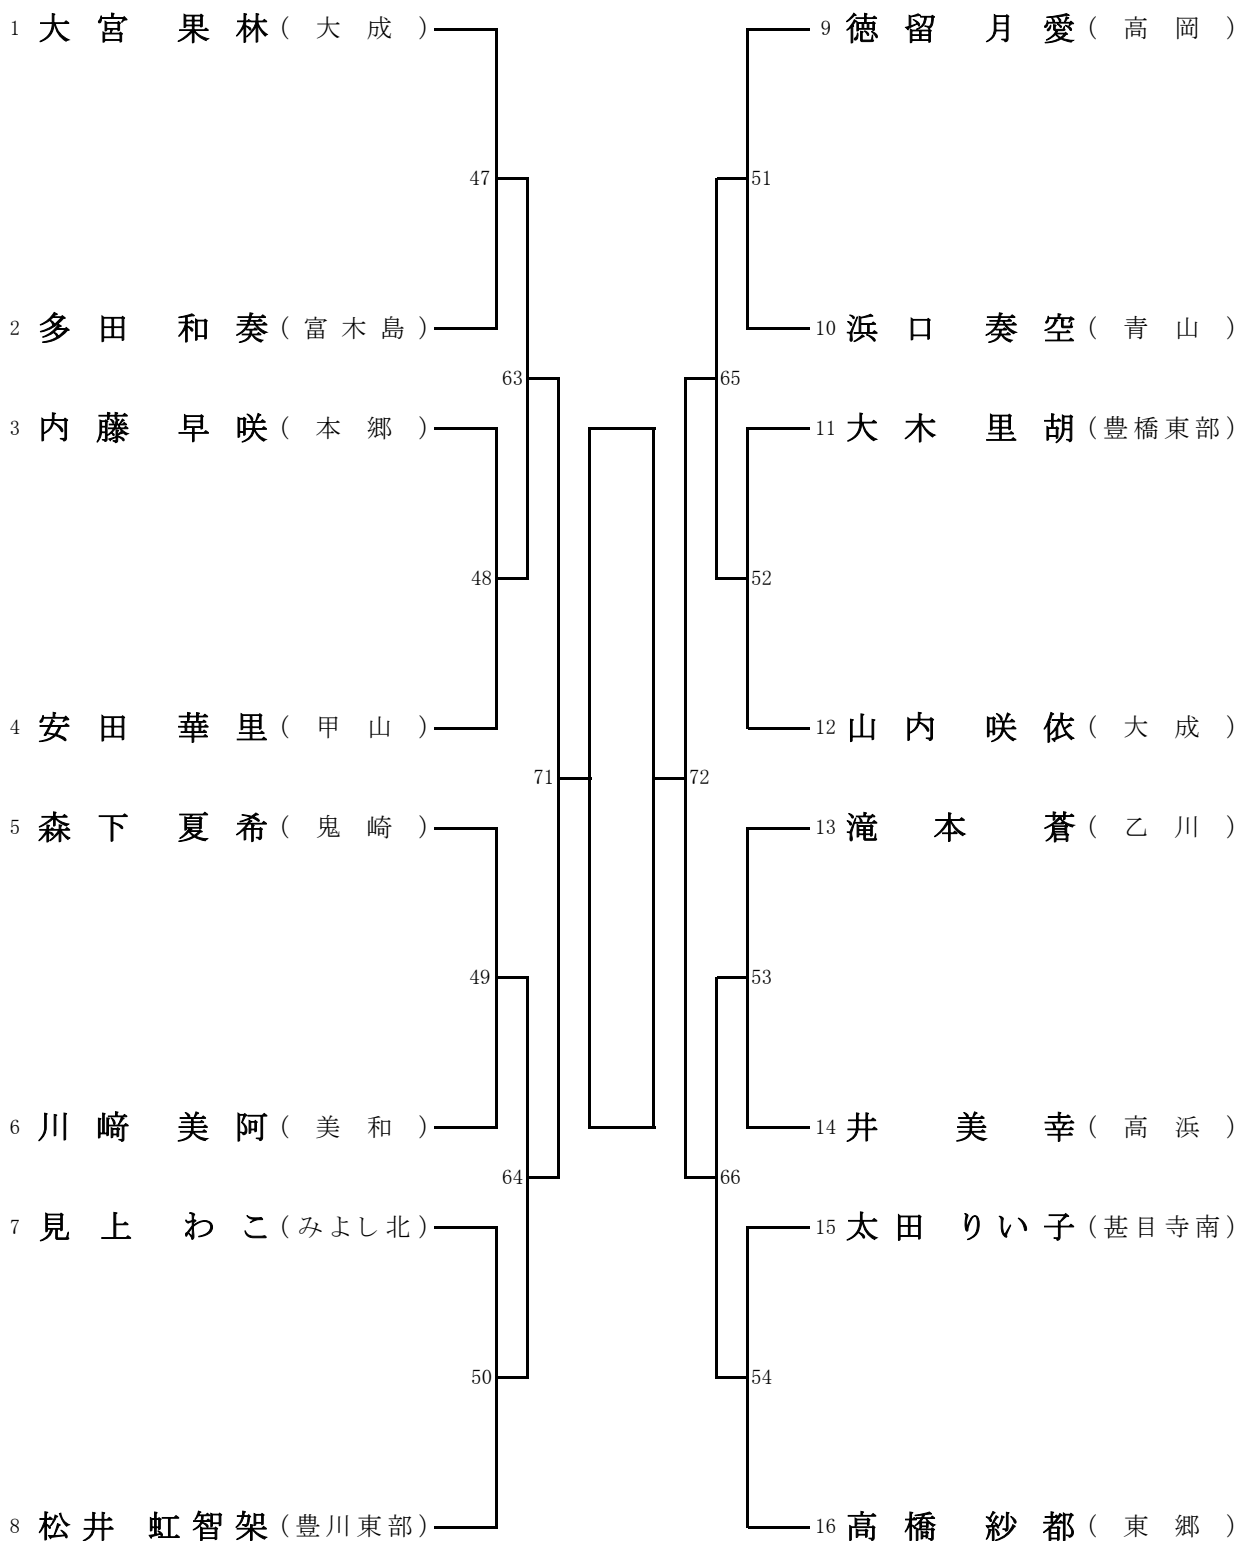 1 大宮 果林 (大成)
47
2 多田 和奏 (富木島)
63
3 内藤 早咲 (本郷)
48
4 安田 華里 (甲山)
71
5 森下 夏希 (鬼崎)
49
6 川﨑 美阿 (美和)
64
7 見上 わこ (みよし北)
50
8 松井 虹智架 (豊川東部)
9 徳留 月愛 (高岡)
51
10 浜口 奏空 (青山)
65
11 大木 里胡 (豊橋東部)
52
12 山内 咲依 (大成)
72
13 滝本 蒼 (乙川)
53
14 井 美幸 (高浜)
66
15 太田 りい子 (甚目寺南)
54
16 高橋 紗都 (東郷)